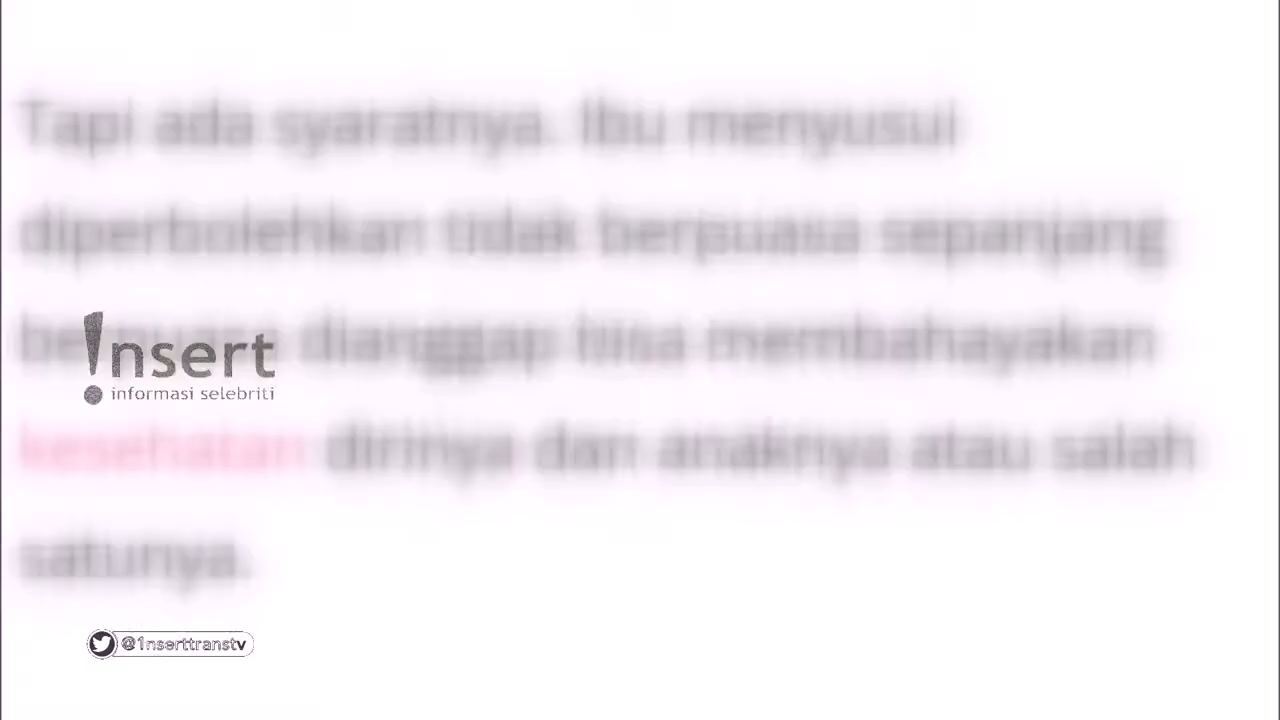 Tapi ada syaratnya. Ibu menyusui
diperbolehkan tidak berpuasa sepanjang
dianggap bisa membahayakan
kesehatan dirinya dan anaknya atau salah
satunya.
1nsert
informasi selebriti
@1nserttranstv